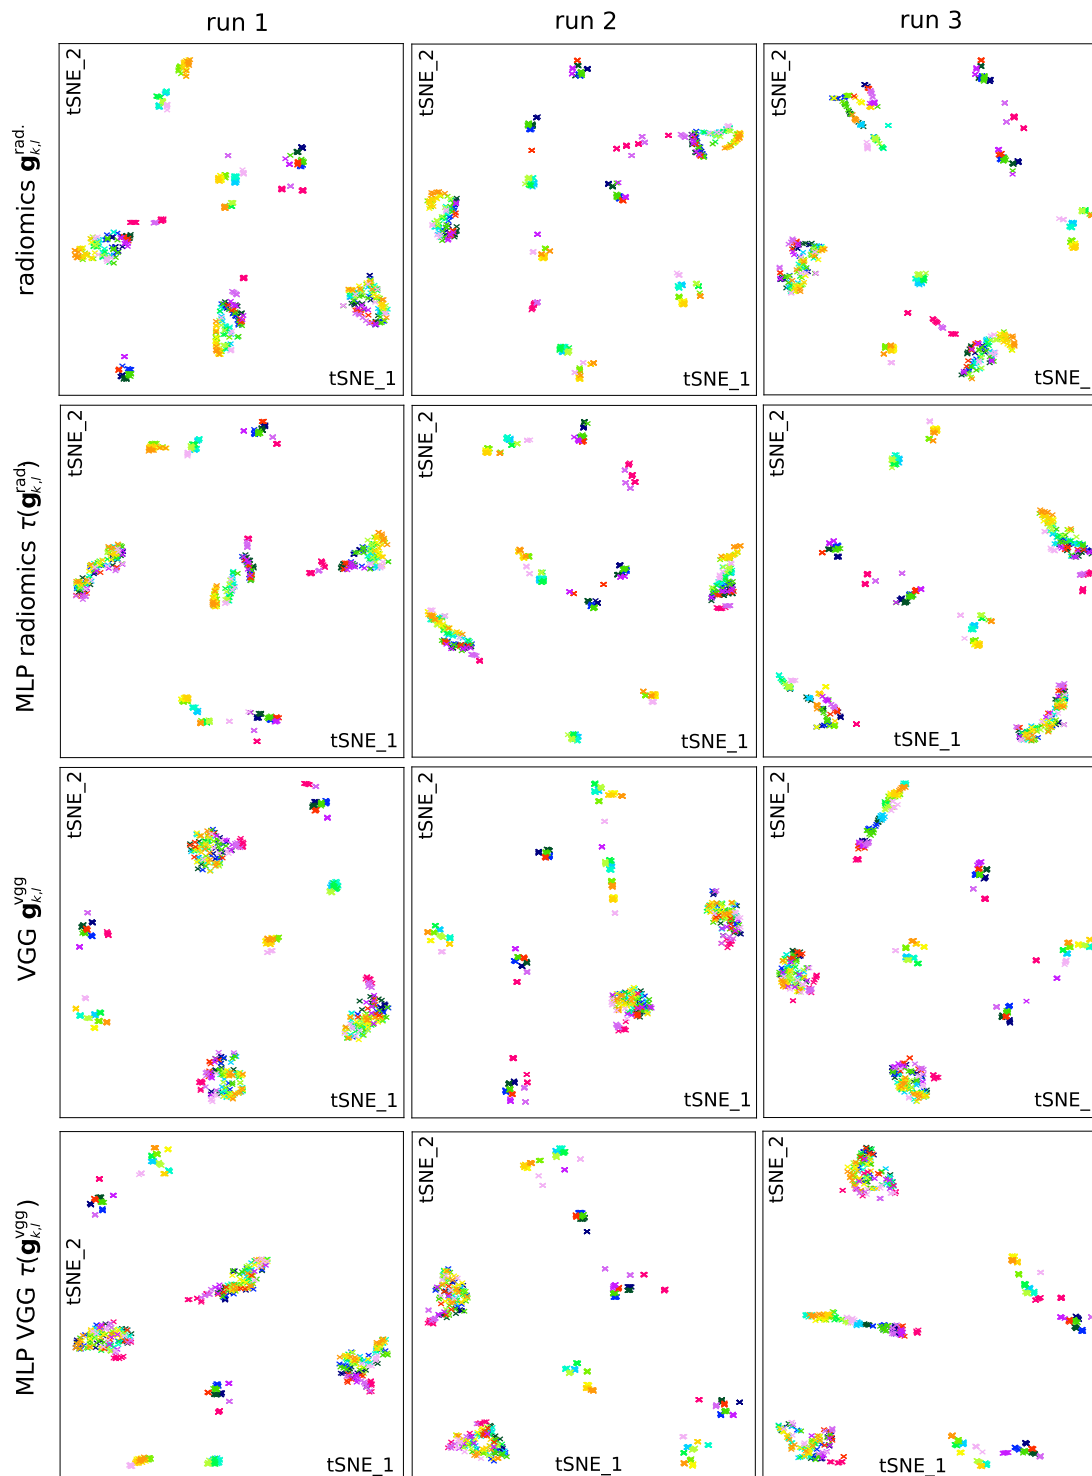 run 1 run 2 run 3
radiomics g^rad._k,l
tSNE_2 tSNE_2 tSNE_2
tSNE_1 tSNE_1 tSNE_
MLP radiomics τ(g^rad._k,l)
tSNE_2 tSNE_2 tSNE_2
tSNE_1 tSNE_1 tSNE_1
VGG g^vgg_k,l
tSNE_2 tSNE_2 tSNE_2
tSNE_1 tSNE_1 tSNE_
MLP VGG τ(g^vgg_k,l)
tSNE_2 tSNE_2 tSNE_2
tSNE_1 tSNE_1 tSNE_1